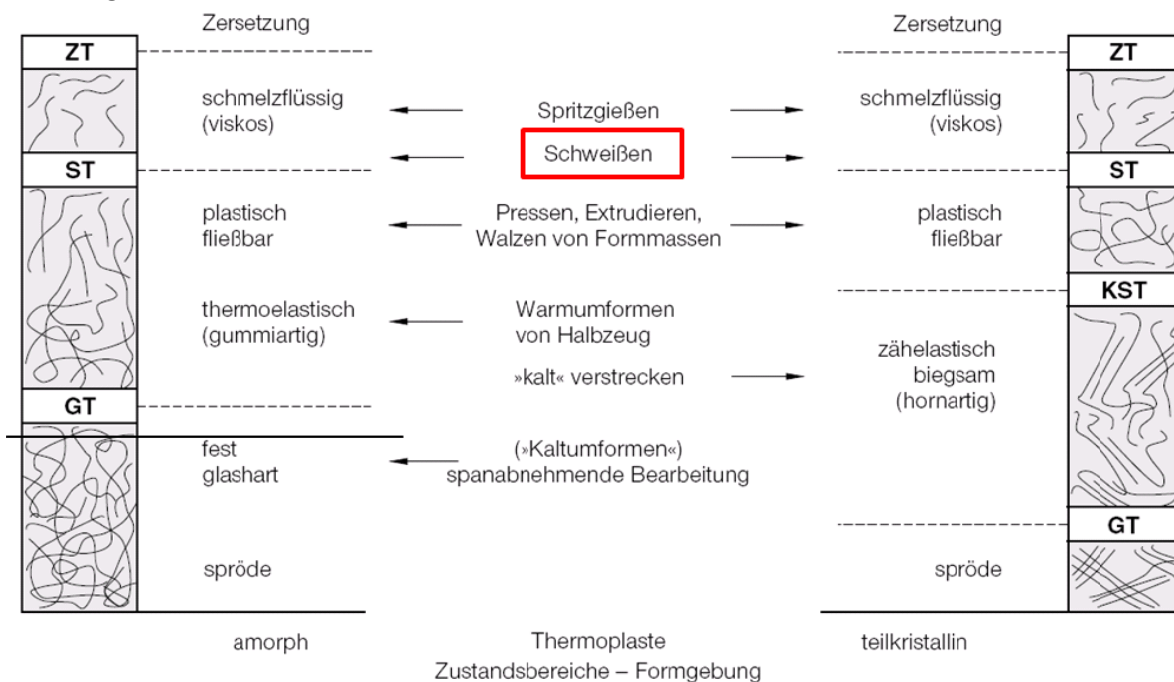 Zersetzung
Zersetzung
ZT
ZT
schmelzflüssig
(viskos)
Spritzgießen
schmelzflüssig
(viskos)
Schweißen
ST
ST
plastisch
fließbar
Pressen, Extrudieren,
Walzen von Formmassen
plastisch
fließbar
KST
thermoelastisch
(gummiartig)
Warmumformen
von Halbzeug
zähelastisch
biegsam
(hornartig)
»kalt« verstrecken
GT
fest
glashart
(»Kaltumformen«)
spanabnehmende Bearbeitung
GT
spröde
spröde
amorph
Thermoplaste
teilkristallin
Zustandsbereiche – Formgebung